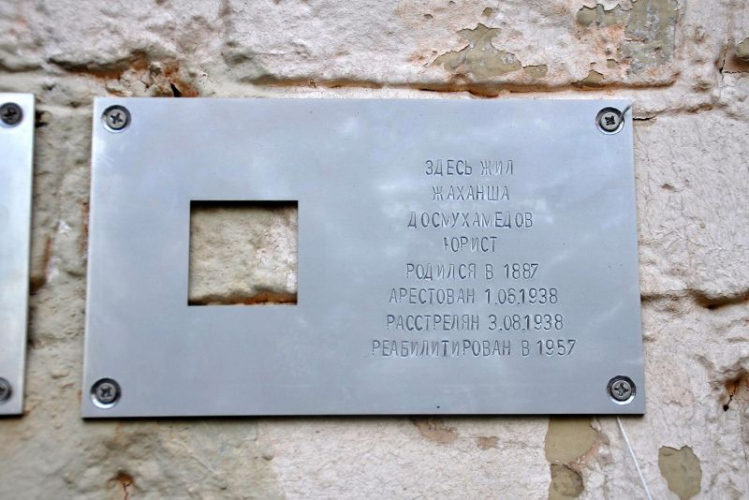 ЗДЕСЬ ЖИЛ
ЖАХАНША
ДОСМУХАМЕДОВ
ЮРИСТ
РОДИЛСЯ В 1887
АРЕСТОВАН 1.06.1938
РАССТРЕЛЯН 3.08.1938
РЕАБИЛИТИРОВАН В 1957